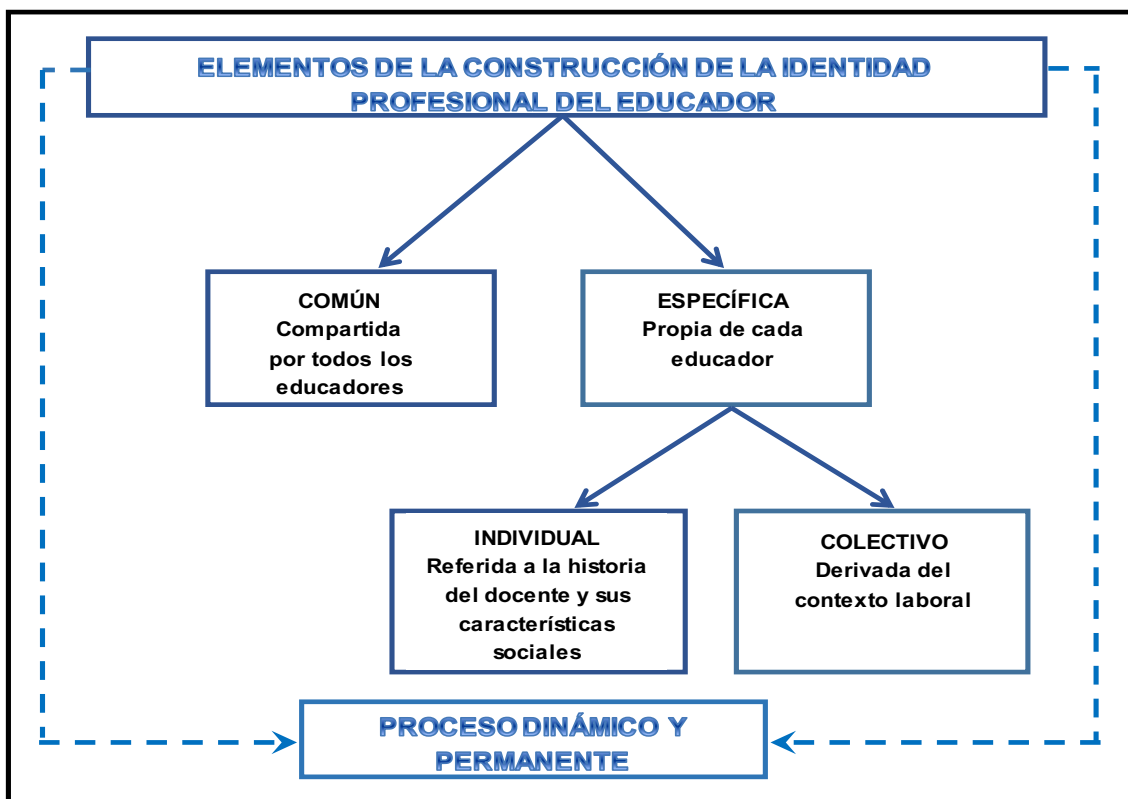 ELEMENTOS DE LA CONSTRUCCIÓN DE LA IDENTIDAD
PROFESIONAL DEL EDUCADOR
COMÚN
Compartida
por todos los
educadores
ESPECÍFICA
Propia de cada
educador
INDIVIDUAL
Referida a la historia
del docente y sus
características
sociales
COLECTIVO
Derivada del
contexto laboral
PROCESO DINÁMICO Y
PERMANENTE